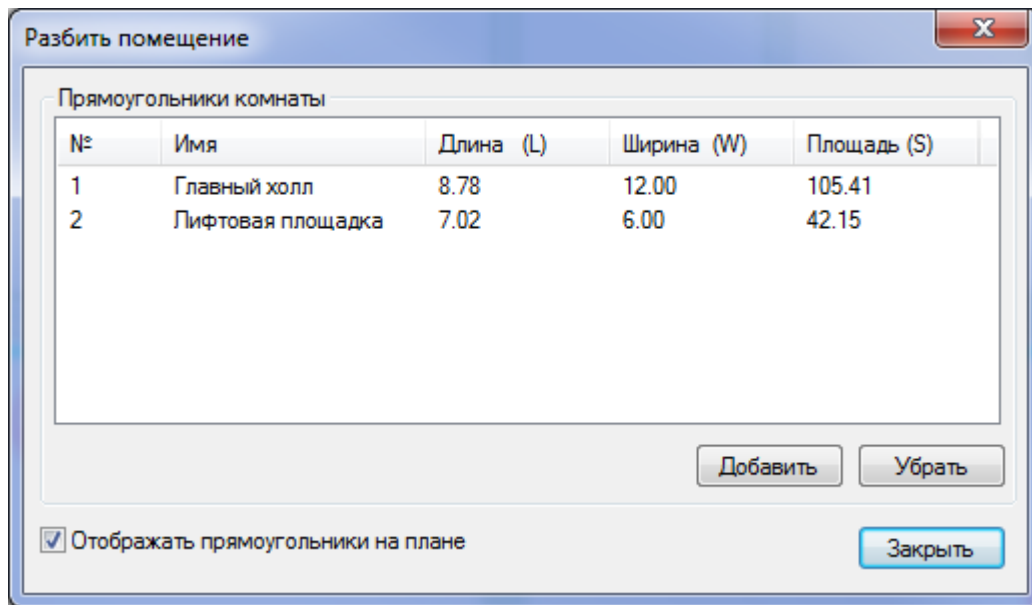 Разбить помещение
Прямоугольники комнаты
№ Имя Длина (L) Ширина (W) Площадь (S)
1 Главный холл 8.78 12.00 105.41
2 Лифтовая площадка 7.02 6.00 42.15
Добавить Убрать
Отображать прямоугольники на плане
Закрыть